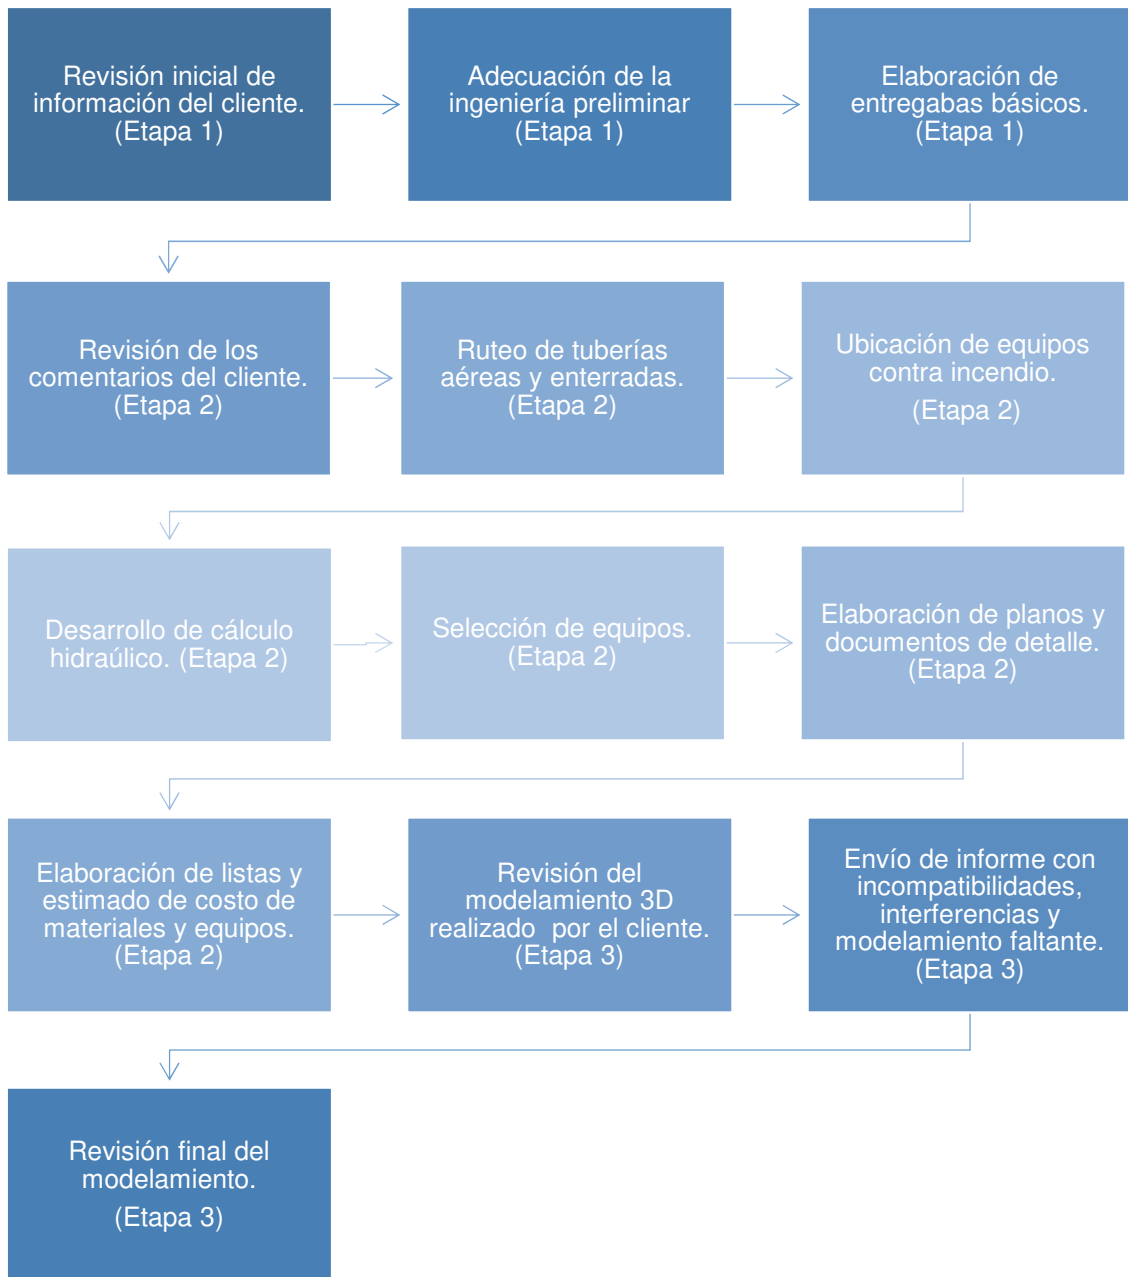 Revisión inicial de
información del cliente.
(Etapa 1)
Adecuación de la
ingeniería preliminar
(Etapa 1)
Elaboración de
entregabas básicos.
(Etapa 1)
Revisión de los
comentarios del cliente.
(Etapa 2)
Ruteo de tuberías
aéreas y enterradas.
(Etapa 2)
Ubicación de equipos
contra incendio.
(Etapa 2)
Desarrollo de cálculo
hidraúlico. (Etapa 2)
Selección de equipos.
(Etapa 2)
Elaboración de planos y
documentos de detalle.
(Etapa 2)
Elaboración de listas y
estimado de costo de
materiales y equipos.
(Etapa 2)
Revisión del
modelamiento 3D
realizado  por el cliente.
(Etapa 3)
Envío de informe con
incompatibilidades,
interferencias y
modelamiento faltante.
(Etapa 3)
Revisión final del
modelamiento.
(Etapa 3)